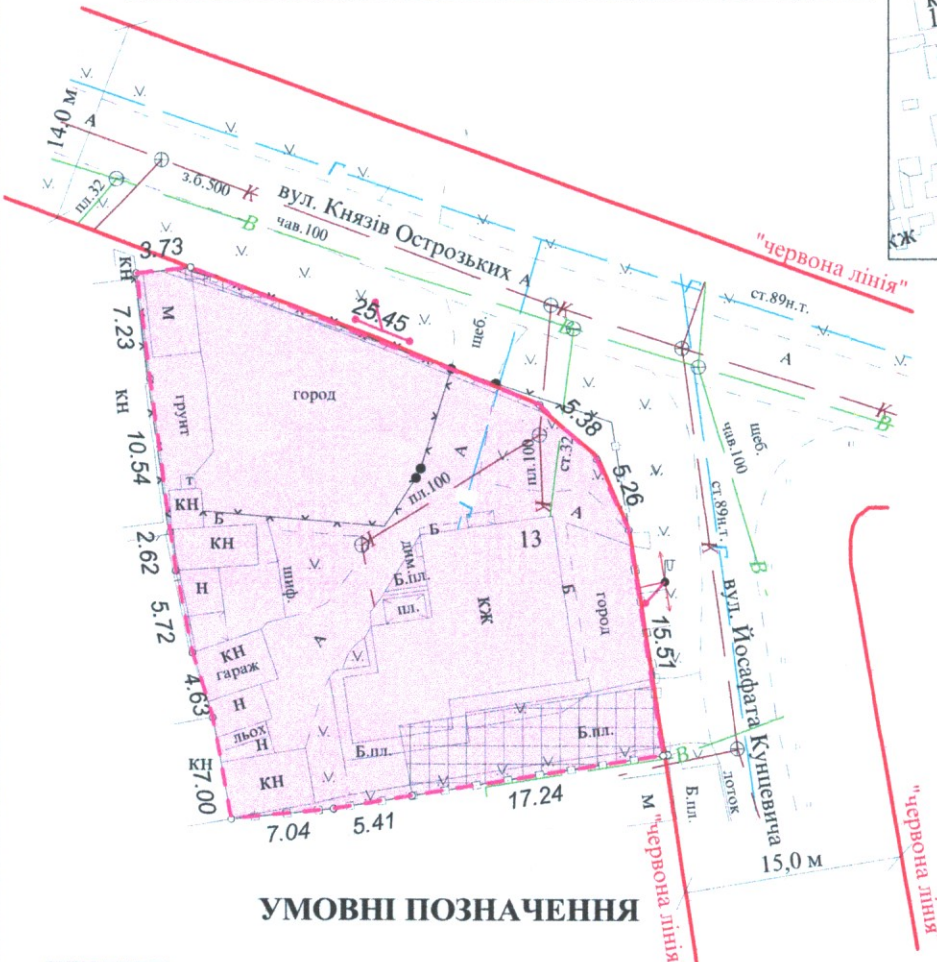 14,0 м
А
пл.32
з.б.500
К
вул. Князів Острозьких
А
В
чав.100
"червона лінія"
ст.89н.т.
А
К
В
КЖ
3.73
КН
М
7.23
КН
грунт
10.54
т
КН
Б
КН
2.62
Н
5.72
КН
гараж
4.63
Н
льох
Н
КН
7.00
КН
город
25.45
щеб.
К
В
5.38
А
пл.100
пл.100
ст.32
К
Г
А
5.26
щеб.
чав.100
ст.89н.т.
К
Г
В
Б
13
дим
Б.пл.
пл.
КЖ
Б
город
шиф.
А
15.51
вул. Йосафата Кунцевича
Б.пл.
Б.пл.
В
7.04
5.41
17.24
М
Б.пл.
лоток
15,0 м
"червона лінія
"червона лінія
УМОВНІ ПОЗНАЧЕННЯ